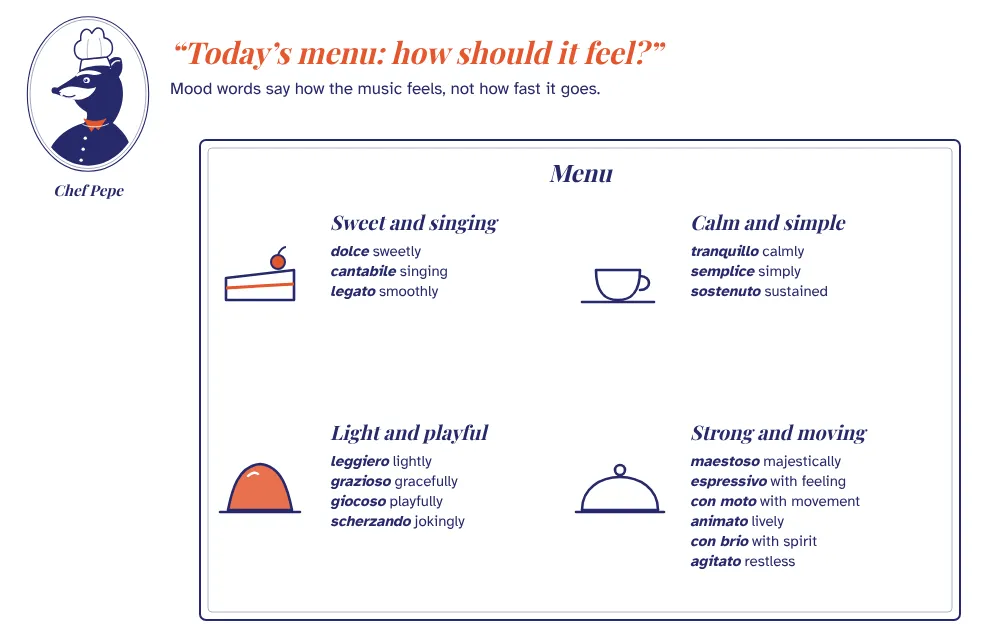 “Today’s menu: how should it feel?”
Mood words say how the music feels, not how fast it goes.
Chef Pepe
Menu
Sweet and singing
dolce sweetly
cantabile singing
legato smoothly
Calm and simple
tranquillo calmly
semplice simply
sostenuto sustained
Light and playful
leggiero lightly
grazioso gracefully
giocoso playfully
scherzando jokingly
Strong and moving
maestoso majestically
espressivo with feeling
con moto with movement
animato lively
con brio with spirit
agitato restless